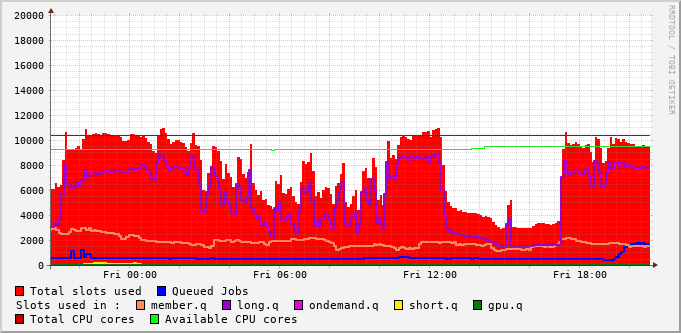 20000
18000
16000
14000
12000
10000
8000
6000
4000
2000
0
Fri 00:00 Fri 06:00 Fri 12:00 Fri 18:00
RRDTOOL / TOBI OETIKER
Total slots used Queued Jobs
Slots used in : member.q long.q ondemand.q short.q gpu.q
Total CPU cores Available CPU cores